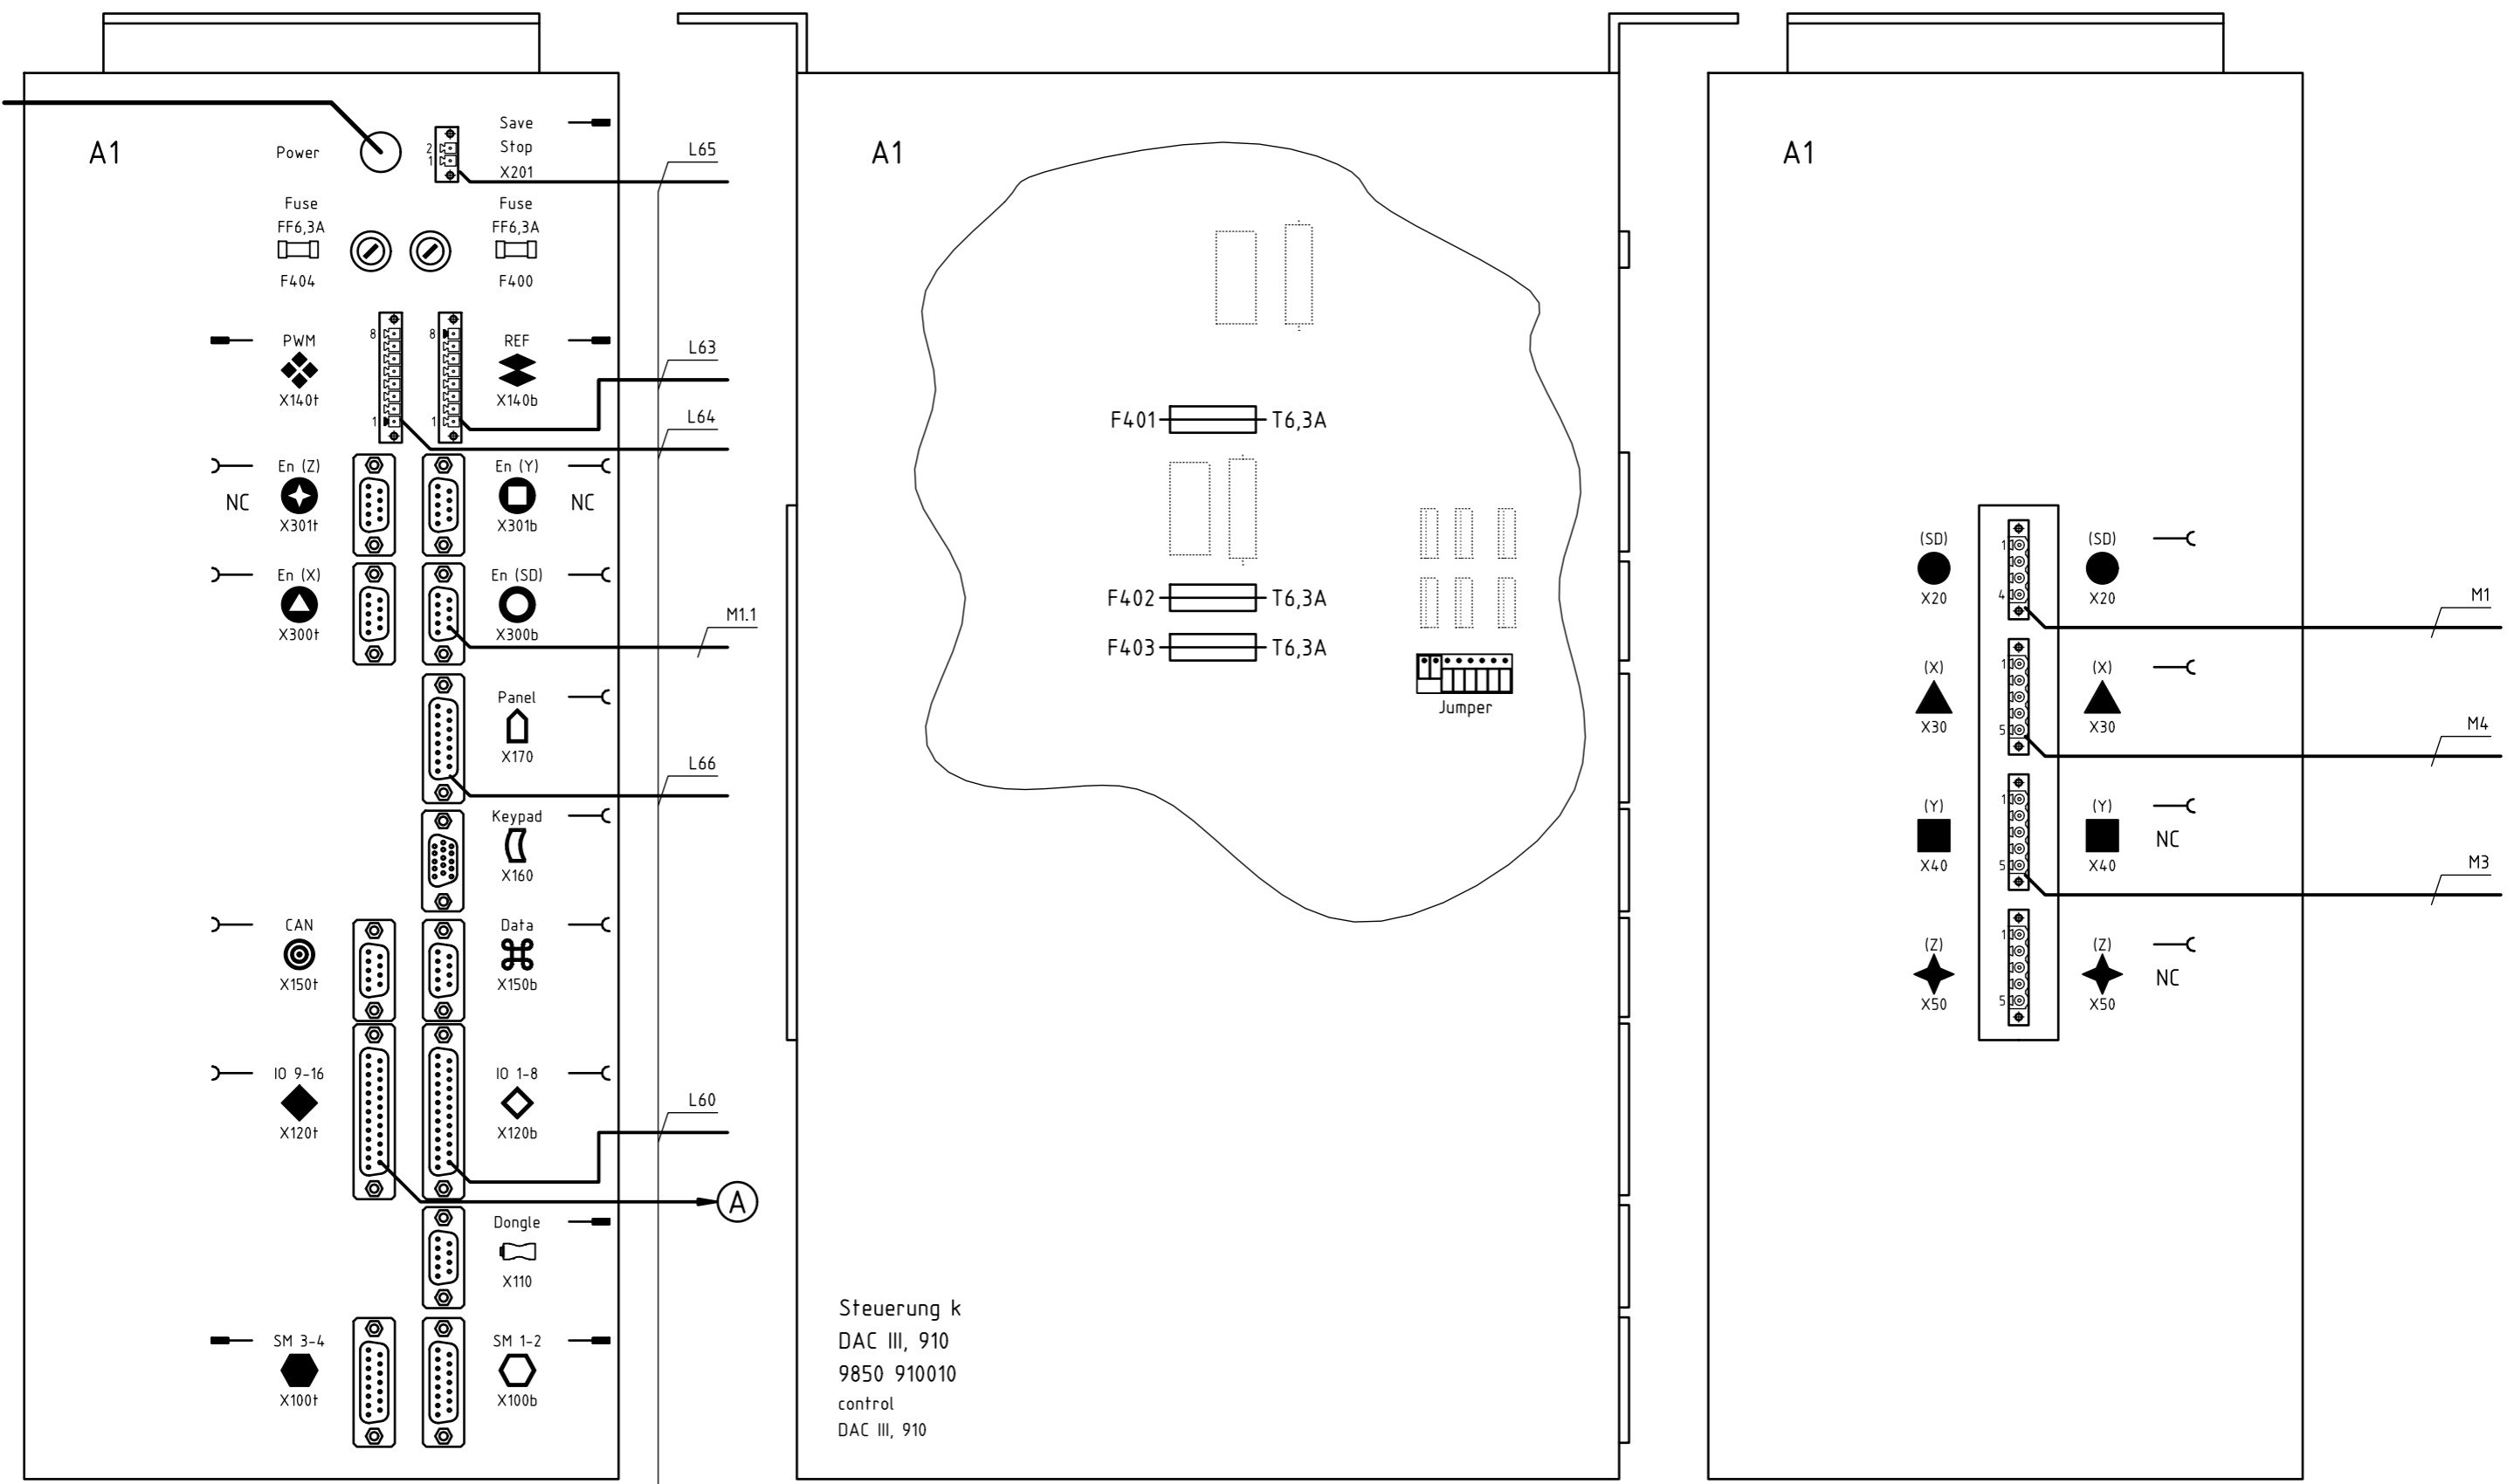 A1
Power
2
1
Save
Stop
X201
L65
Fuse
FF6,3A
F404
Fuse
FF6,3A
F400
PWM
X140t
8
1
8
1
REF
X140b
L63
L64
En (Z)
NC
X301t
En (Y)
NC
X301b
En (X)
X300t
En (SD)
X300b
M1.1
Panel
X170
L66
Keypad
X160
CAN
X150t
Data
X150b
IO 9-16
X120t
IO 1-8
X120b
L60
A
Dongle
X110
SM 3-4
X100t
SM 1-2
X100b
A1
F401
T6,3A
F402
T6,3A
F403
T6,3A
Jumper
Steuerung k
DAC III, 910
9850 910010
control
DAC III, 910
A1
(SD)
X20
1
4
(SD)
X20
M1
(X)
X30
1
5
(X)
X30
M4
(Y)
X40
1
5
(Y)
NC
X40
M3
(Z)
X50
1
5
(Z)
NC
X50